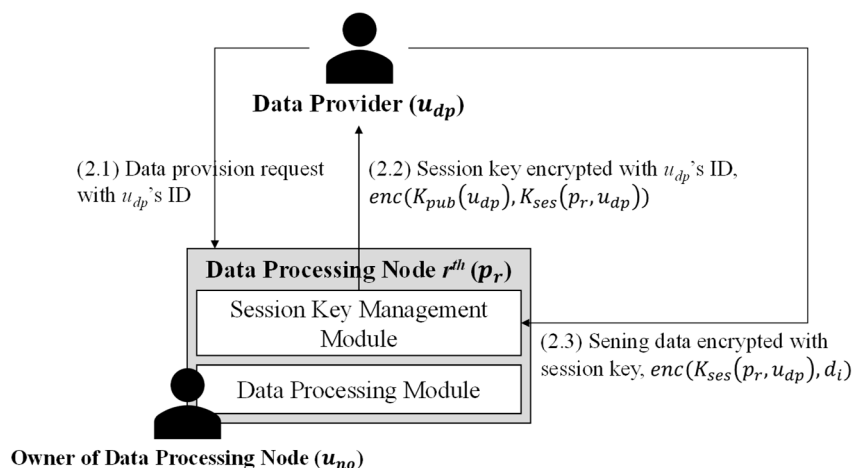 Data Provider (u_dp)
(2.1) Data provision request
with u_dp's ID
(2.2) Session key encrypted with u_dp's ID,
enc(K_pub(u_dp), K_ses(p_r, u_dp))
Data Processing Node r^th (p_r)
Session Key Management
Module
(2.3) Sening data encrypted with
session key, enc(K_ses(p_r, u_dp), d_i)
Data Processing Module
Owner of Data Processing Node (u_no)